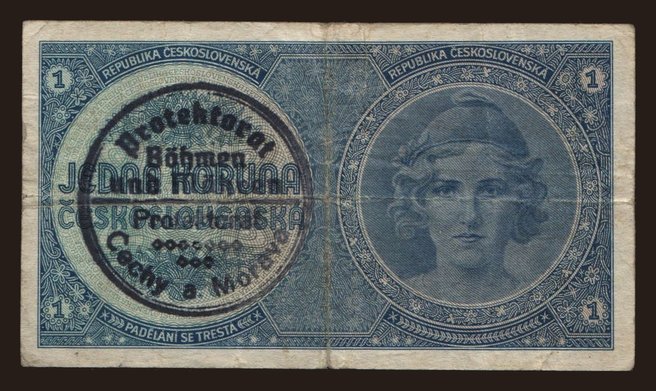 REPUBLIKA ČESKOSLOVENSKÁ
REPUBLIKA ČESKOSLOVENSKÁ
1
1
Protektorat
Böhmen
und Mähren
JEDNA KORUNA
ČESKOSLOVENSKÁ
Protektorát
Čechy a Morava
1
1
PADĚLÁNÍ SE TRESTÁ